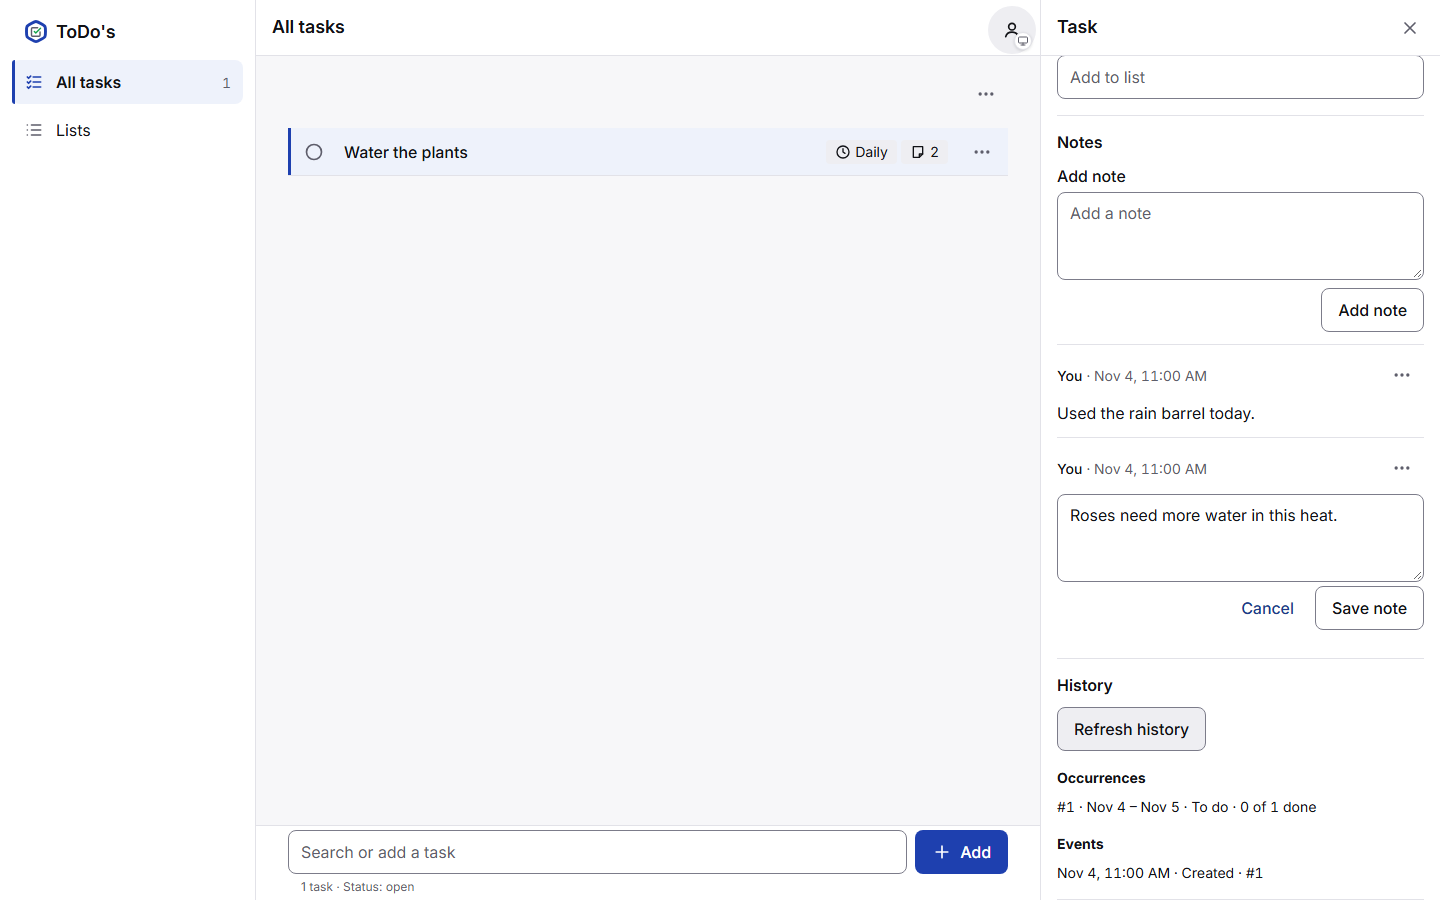 ToDo's
All tasks
1
Lists
All tasks
Water the plants
Daily
2
Search or add a task
Add
1 task · Status: open
Task
Add to list
Notes
Add note
Add a note
Add note
You · Nov 4, 11:00 AM
Used the rain barrel today.
You · Nov 4, 11:00 AM
Roses need more water in this heat.
Cancel
Save note
History
Refresh history
Occurrences
#1 · Nov 4 – Nov 5 · To do · 0 of 1 done
Events
Nov 4, 11:00 AM · Created · #1